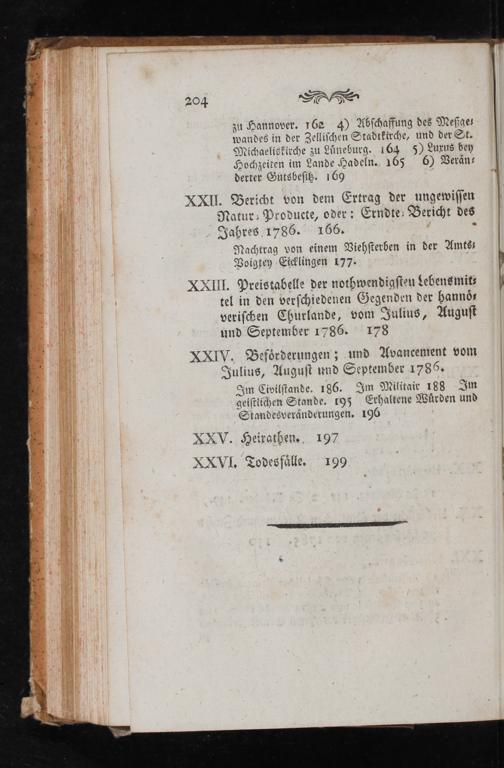 204
zu Hannover. 162 4) Abschaffung des Meßge-
wandes in der Zellischen Stadtkirche, und der St.
Michaeliskirche zu Lüneburg. 164 5) Luxus bey
Hochzeiten im Lande Hadeln. 165 6) Verän-
derter Gutsbesitz. 169
XXII. Bericht von dem Ertrag der ungewissen
Natur-Producte, oder: Erndte-Bericht des
Jahres 1786. 166.
Nachtrag von einem Viehsterben in der Amts-
Voigtey Eicklingen 177.
XXIII. Preistabelle der nothwendigsten Lebensmit-
tel in den verschiedenen Gegenden der hannö-
verischen Churlande, vom Julius, August
und September 1786. 178
XXIV. Beförderungen; und Avancement vom
Julius, August und September 1786.
Im Civilstande. 186. Im Militair 188 Im
geistlichen Stande. 195 Erhaltene Würden und
Standesveränderungen. 196
XXV. Heirathen. 197
XXVI. Todesfälle. 199